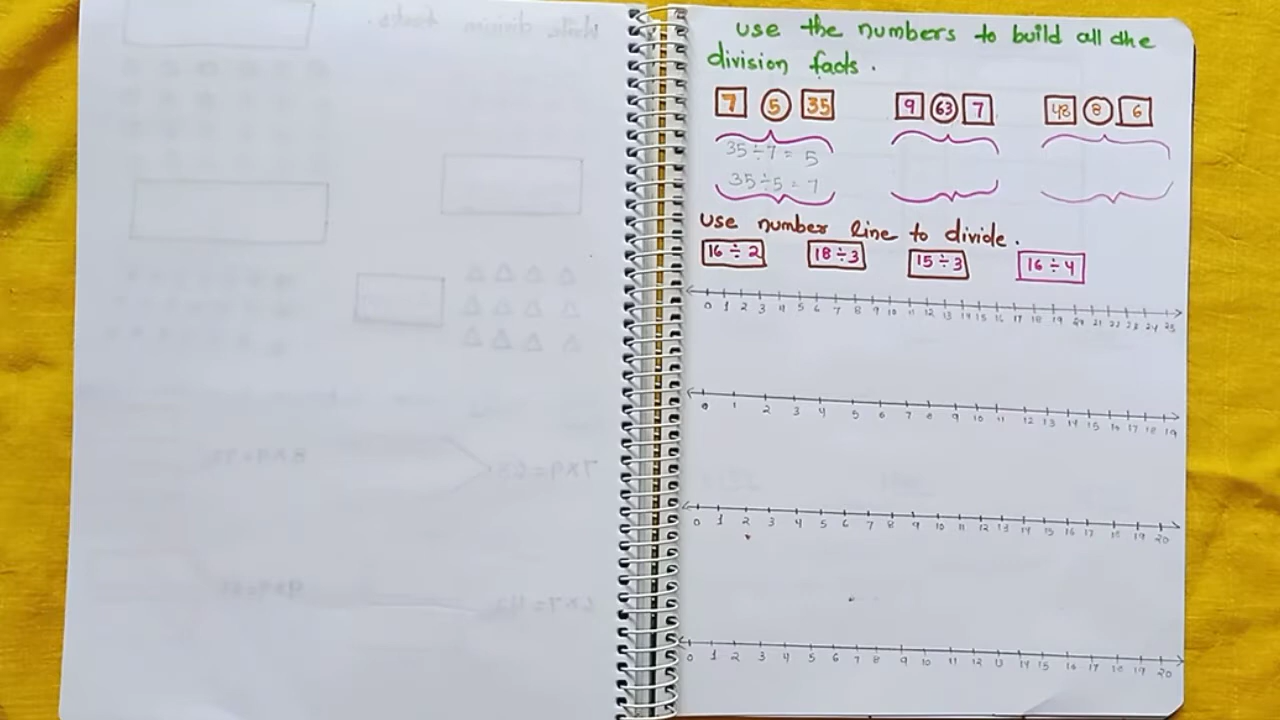 use the numbers to build all dhe
division facts.
7 5 35 9 63 7 48 8 6
35÷7=5
35÷5=7
use number line to divide.
16÷2 18÷3 15÷3 16÷4
0 1 2 3 4 5 6 7 8 9 10 11 12 13 14 15 16 17 18 19 20 21 22 23 24 25
0 1 2 3 4 5 6 7 8 9 10 11 12 13 14 15 16 17 18 19
0 1 2 3 4 5 6 7 8 9 10 11 12 13 14 15 16 17 18 19 20
0 1 2 3 4 5 6 7 8 9 10 11 12 13 14 15 16 17 18 19 20